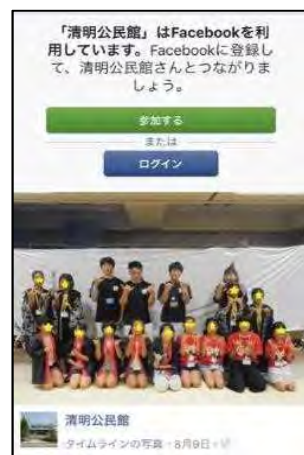 「清明公民館」はFacebookを利
用しています。Facebookに登録し
て、清明公民館さんとつながりま
しょう。
参加する
または
ログイン
清明公民館
タイムラインの写真・8月9日・